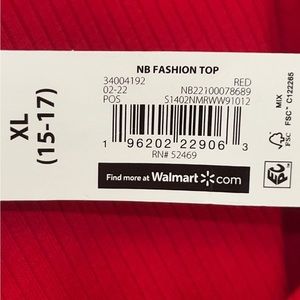 NB FASHION TOP
34004192 RED
02-22 NB22100078689
POS S1402NMRWW91012
1 96202 22906 3
RN# 52469
Find more at Walmart.com
XL
(15-17)
MIX
FSC™ C122265
FSC